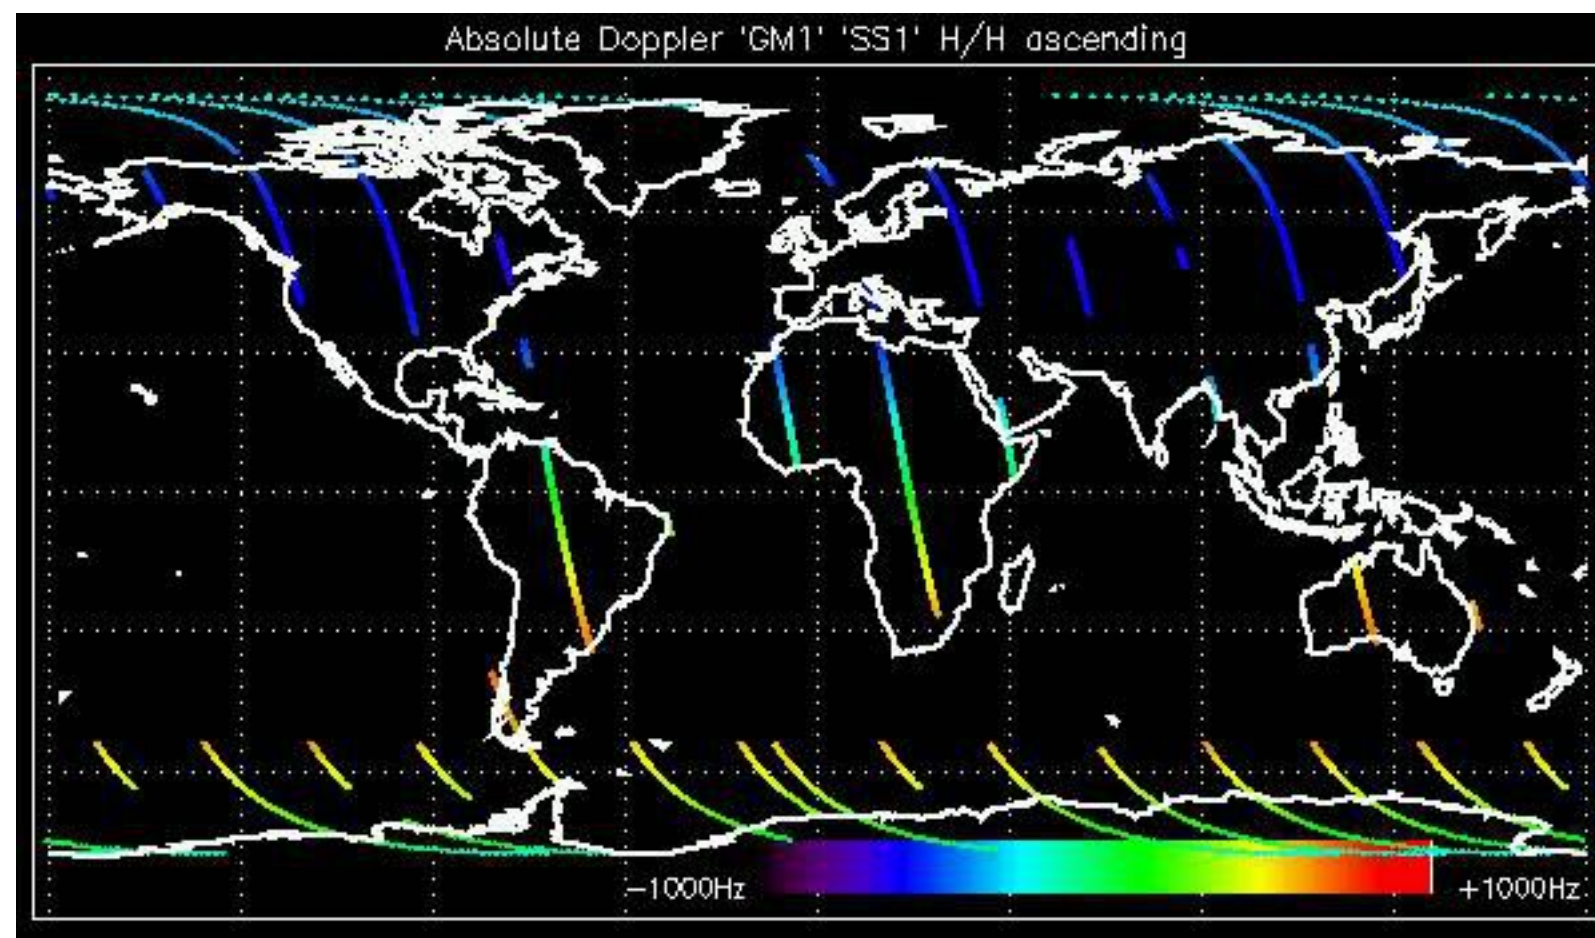 Absolute Doppler 'GM1' 'SS1' H/H ascending
−1000Hz
+1000Hz